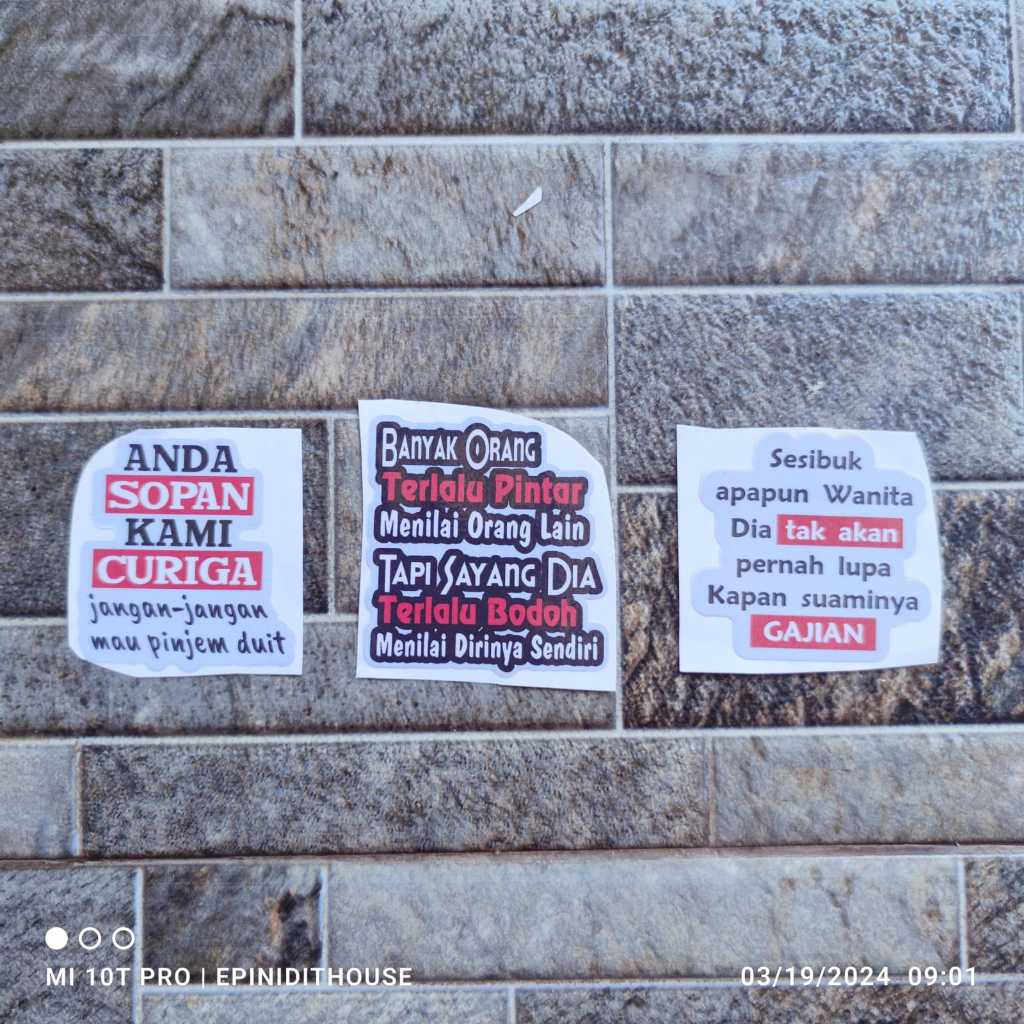 ANDA
SOPAN
KAMI
CURIGA
jangan-jangan
mau pinjem duit
BANYAK ORANG
Terlalu Pintar
Menilai Orang Lain
TAPI SAYANG DIA
Terlalu Bodoh
Menilai Dirinya Sendiri
Sesibuk
apapun Wanita
Dia tak akan
pernah lupa
Kapan suaminya
GAJIAN
MI 10T PRO | EPINIDITHOUSE
03/19/2024 09:01